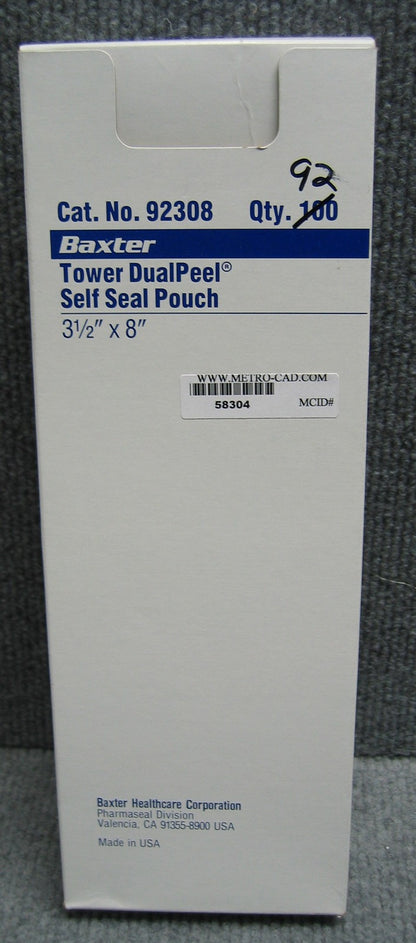 92
Cat. No. 92308 Qty. 100
Baxter
Tower DualPeel®
Self Seal Pouch
3½" x 8"
WWW.METRO-CAD.COM
58304 MCID#
Baxter Healthcare Corporation
Pharmaseal Division
Valencia, CA 91355-8900 USA
Made in USA